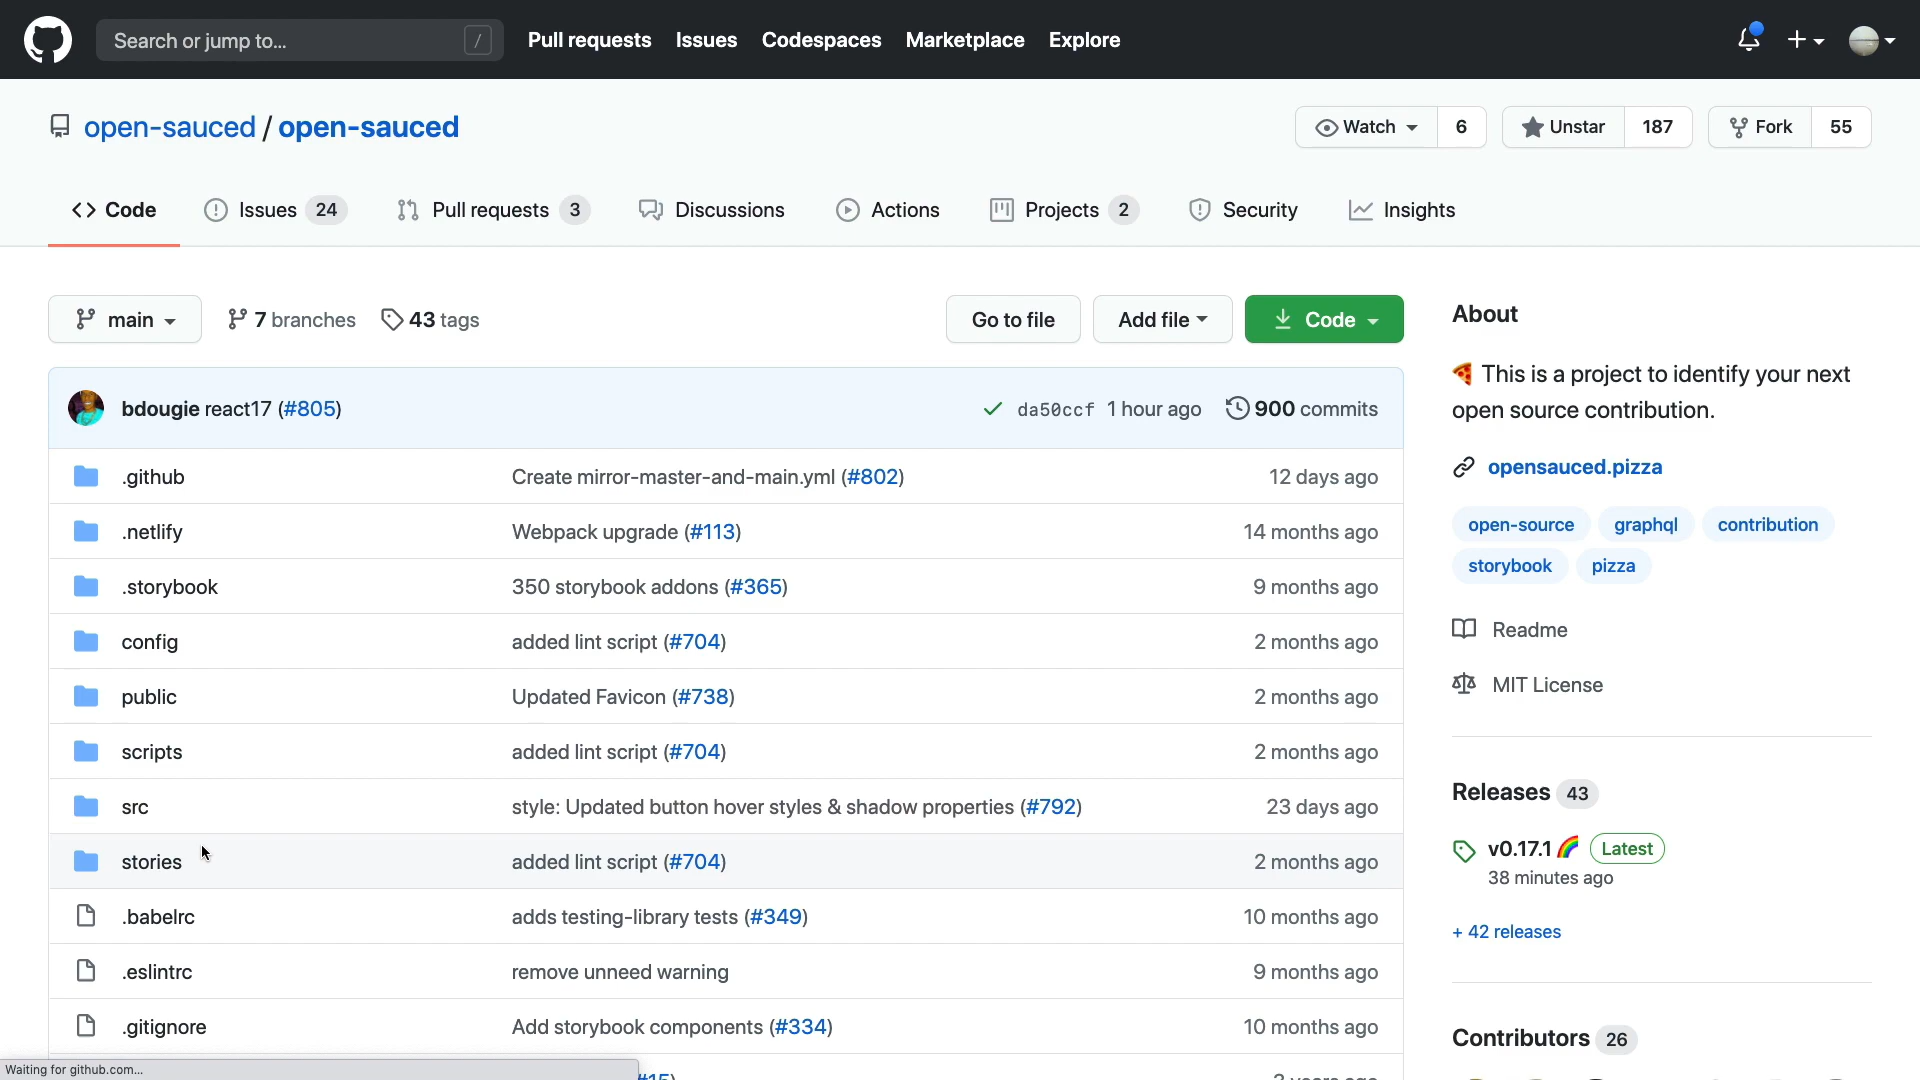 Search or jump to... / Pull requests Issues Codespaces Marketplace Explore
open-sauced / open-sauced Watch 6 Unstar 187 Fork 55
Code Issues 24 Pull requests 3 Discussions Actions Projects 2 Security Insights
main 7 branches 43 tags Go to file Add file Code
bdougie react17 (#805) da50ccf 1 hour ago 900 commits
.github Create mirror-master-and-main.yml (#802) 12 days ago
.netlify Webpack upgrade (#113) 14 months ago
.storybook 350 storybook addons (#365) 9 months ago
config added lint script (#704) 2 months ago
public Updated Favicon (#738) 2 months ago
scripts added lint script (#704) 2 months ago
src style: Updated button hover styles & shadow properties (#792) 23 days ago
stories added lint script (#704) 2 months ago
.babelrc adds testing-library tests (#349) 10 months ago
.eslintrc remove unneed warning 9 months ago
.gitignore Add storybook components (#334) 10 months ago
Waiting for github.com...
About
This is a project to identify your next
open source contribution.
opensauced.pizza
open-source graphql contribution
storybook pizza
Readme
MIT License
Releases 43
v0.17.1 Latest
38 minutes ago
+ 42 releases
Contributors 26